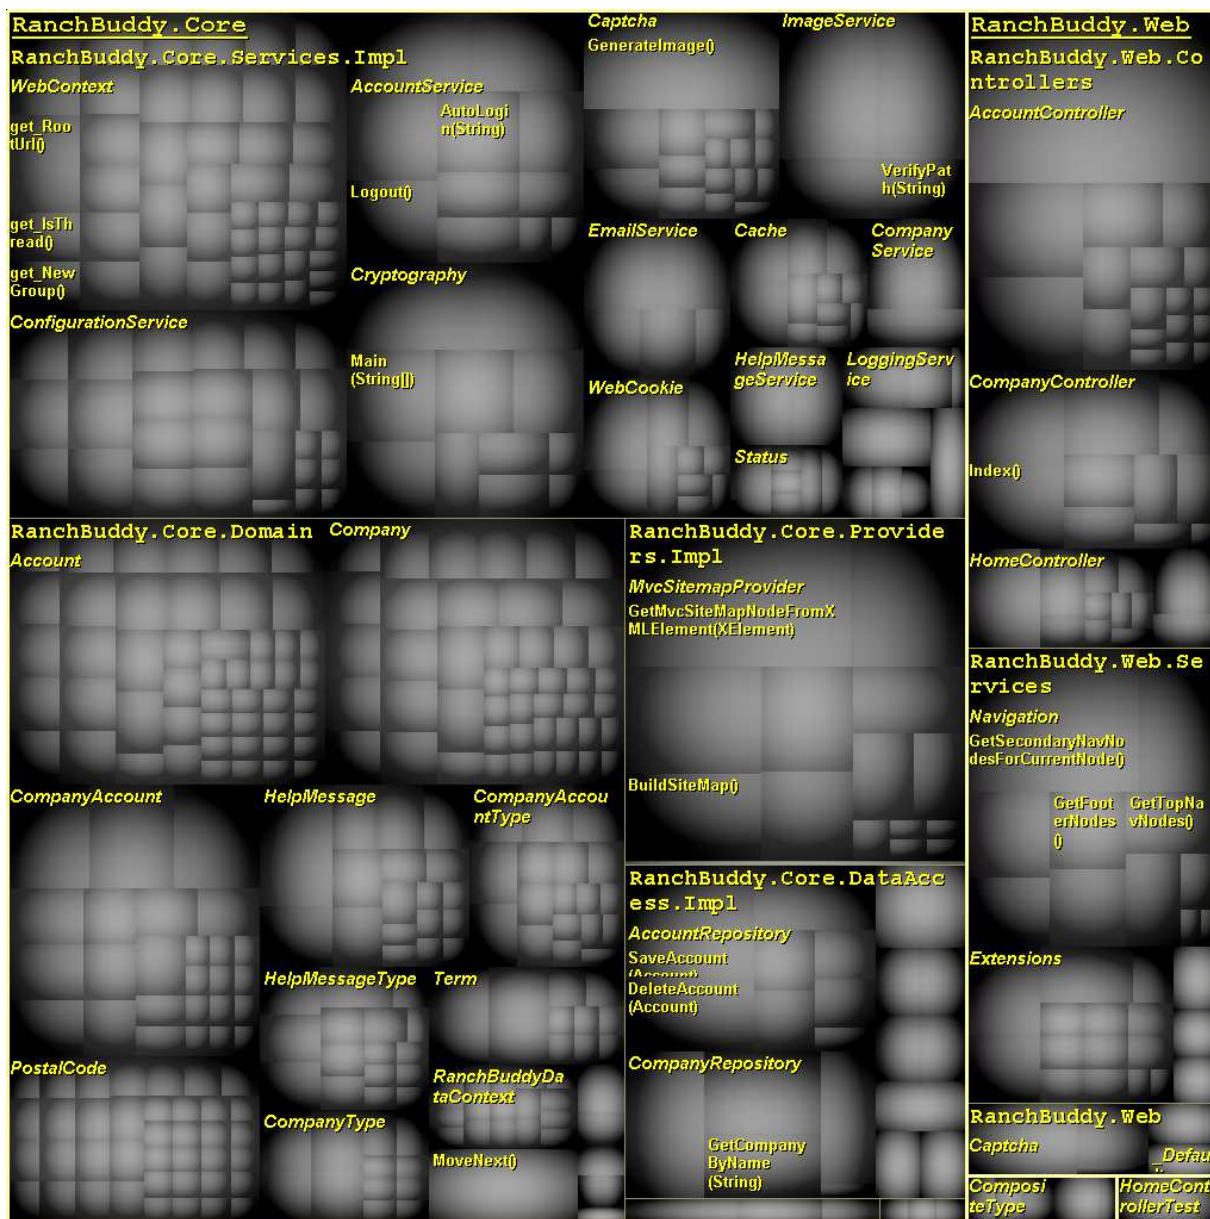 RanchBuddy.Core
RanchBuddy.Core.Services.Impl
WebContext
get_Roo
tUrl()
get_IsTh
read()
get_New
Group()
AccountService
AutoLogi
n(String)
Logout()
Cryptography
Main
(String[])
ConfigurationService
Captcha
GenerateImage()
ImageService
VerifyPat
h(String)
EmailService
Cache
Company
Service
WebCookie
HelpMessa
geService
LoggingServ
ice
Status
RanchBuddy.Core.Domain
Account
Company
CompanyAccount
HelpMessage
CompanyAccou
ntType
HelpMessageType
Term
PostalCode
CompanyType
RanchBuddyDa
taContext
MoveNext()
RanchBuddy.Core.Provide
rs.Impl
MvcSitemapProvider
GetMvcSiteMapNodeFromX
MLElement(XElement)
BuildSiteMap()
RanchBuddy.Core.DataAcc
ess.Impl
AccountRepository
SaveAccount
(Account)
DeleteAccount
(Account)
CompanyRepository
GetCompany
ByName
(String)
RanchBuddy.Web
RanchBuddy.Web.Co
ntrollers
AccountController
CompanyController
Index()
HomeController
RanchBuddy.Web.Se
rvices
Navigation
GetSecondaryNavNo
desForCurrentNode()
GetFoot
erNodes
()
GetTopNa
vNodes()
Extensions
RanchBuddy.Web
Captcha
_Defau
Composi
teType
HomeCont
rollerTest